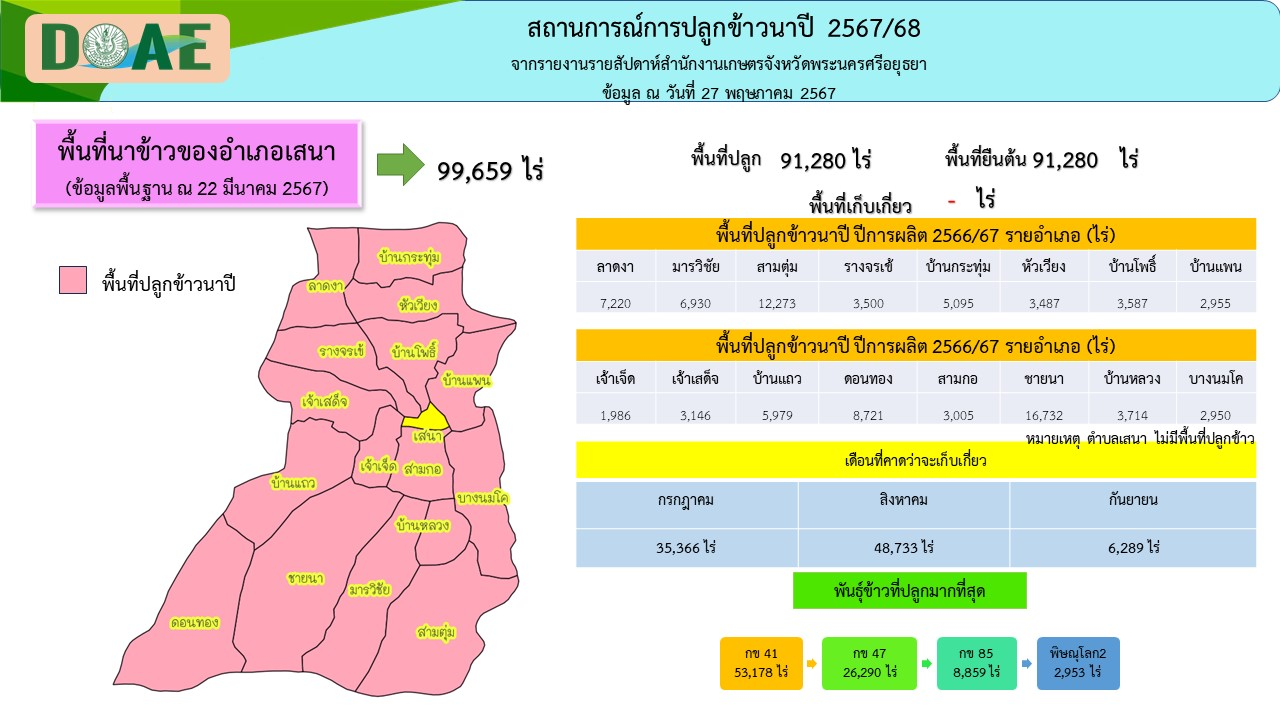 DOAE
สถานการณ์การปลูกข้าวนาปี 2567/68
จากรายงานรายสัปดาห์สำนักงานเกษตรจังหวัดพระนครศรีอยุธยา
ข้อมูล ณ วันที่ 27 พฤษภาคม 2567
พื้นที่นาข้าวของอำเภอเสนา
(ข้อมูลพื้นฐาน ณ 22 มีนาคม 2567)
99,659 ไร่
พื้นที่ปลูก 91,280 ไร่ พื้นที่ยืนต้น 91,280 ไร่
พื้นที่เก็บเกี่ยว - ไร่
พื้นที่ปลูกข้าวนาปี
บ้านกระทุ่ม
ลาดงา
หัวเวียง
รางจรเข้
บ้านโพธิ์
บ้านแพน
เจ้าเสด็จ
เสนา
เจ้าเจ็ด
สามกอ
บ้านแถว
บางนมโค
บ้านหลวง
ชายนา
มารวิชัย
ดอนทอง
สามตุ่ม
พื้นที่ปลูกข้าวนาปี ปีการผลิต 2566/67 รายอำเภอ (ไร่)
ลาดงา มารวิชัย สามตุ่ม รางจรเข้ บ้านกระทุ่ม หัวเวียง บ้านโพธิ์ บ้านแพน
7,220 6,930 12,273 3,500 5,095 3,487 3,587 2,955
พื้นที่ปลูกข้าวนาปี ปีการผลิต 2566/67 รายอำเภอ (ไร่)
เจ้าเจ็ด เจ้าเสด็จ บ้านแถว ดอนทอง สามกอ ชายนา บ้านหลวง บางนมโค
1,986 3,146 5,979 8,721 3,005 16,732 3,714 2,950
หมายเหตุ ตำบลเสนา ไม่มีพื้นที่ปลูกข้าว
เดือนที่คาดว่าจะเก็บเกี่ยว
กรกฎาคม สิงหาคม กันยายน
35,366 ไร่ 48,733 ไร่ 6,289 ไร่
พันธุ์ข้าวที่ปลูกมากที่สุด
กข 41 กข 47 กข 85 พิษณุโลก2
53,178 ไร่ 26,290 ไร่ 8,859 ไร่ 2,953 ไร่